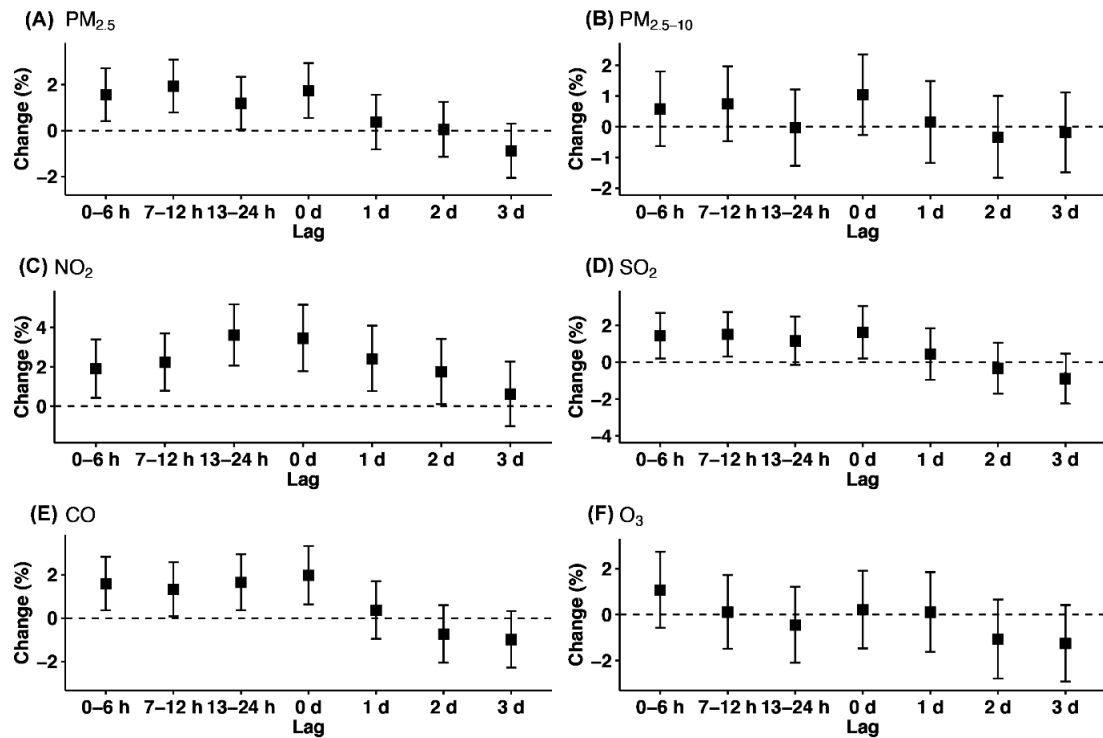 (A) PM2.5
Change (%)
2
0
−2
0–6 h 7–12 h 13–24 h 0 d 1 d 2 d 3 d
Lag
(B) PM2.5–10
Change (%)
2
1
0
−1
−2
0–6 h 7–12 h 13–24 h 0 d 1 d 2 d 3 d
Lag
(C) NO2
Change (%)
4
2
0
0–6 h 7–12 h 13–24 h 0 d 1 d 2 d 3 d
Lag
(D) SO2
Change (%)
2
0
−2
−4
0–6 h 7–12 h 13–24 h 0 d 1 d 2 d 3 d
Lag
(E) CO
Change (%)
2
0
−2
0–6 h 7–12 h 13–24 h 0 d 1 d 2 d 3 d
Lag
(F) O3
Change (%)
2
0
−2
0–6 h 7–12 h 13–24 h 0 d 1 d 2 d 3 d
Lag